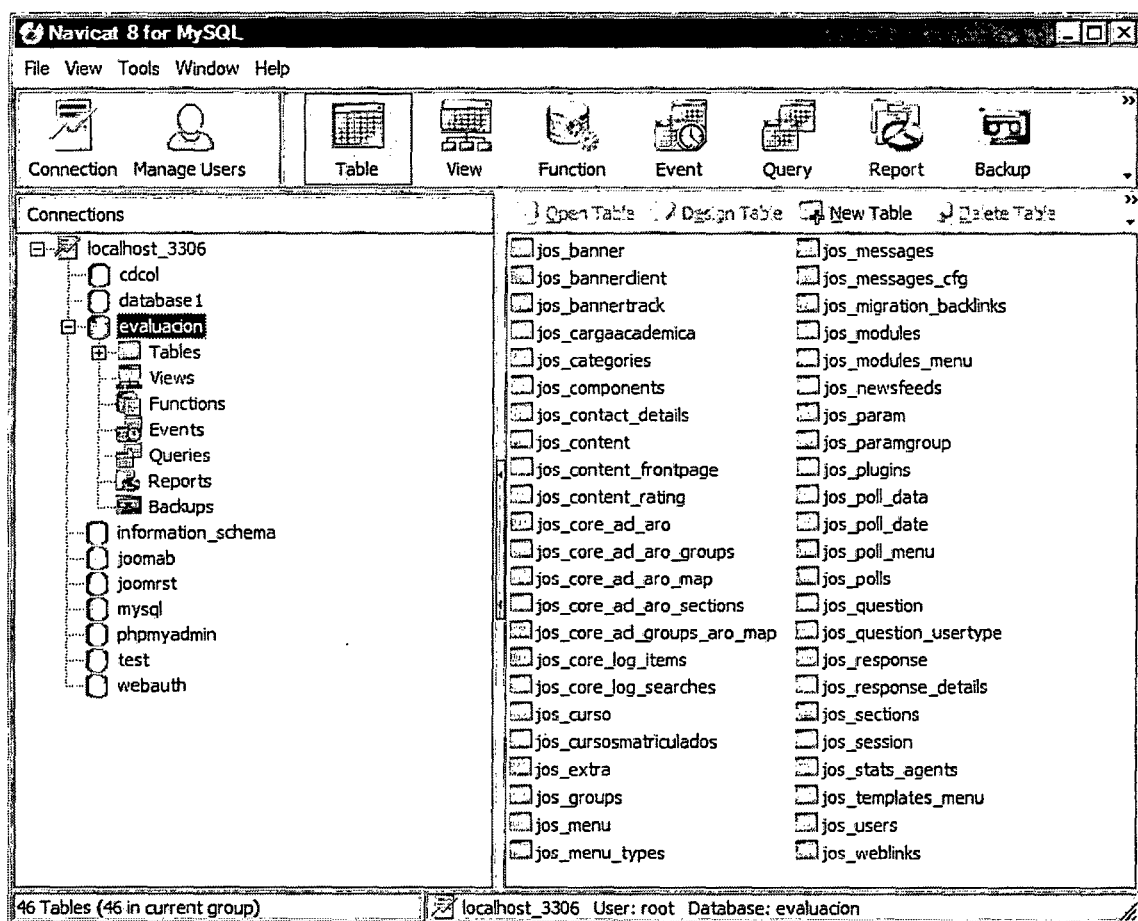 Navicat 8 for MySQL
File View Tools Window Help
Connection Manage Users Table View Function Event Query Report Backup
Connections
Open Table Design Table New Table Delete Table
localhost_3306
cdcol
database1
evaluacion
Tables
Views
Functions
Events
Queries
Reports
Backups
information_schema
joomab
joomrst
mysql
phpmyadmin
test
webauth
jos_banner
jos_bannerclient
jos_bannertrack
jos_cargaacademica
jos_categories
jos_components
jos_contact_details
jos_content
jos_content_frontpage
jos_content_rating
jos_core_acl_aro
jos_core_acl_aro_groups
jos_core_acl_aro_map
jos_core_acl_aro_sections
jos_core_acl_groups_aro_map
jos_core_log_items
jos_core_log_searches
jos_curso
jos_cursosmatriculados
jos_extra
jos_groups
jos_menu
jos_menu_types
jos_messages
jos_messages_cfg
jos_migration_backlinks
jos_modules
jos_modules_menu
jos_newsfeeds
jos_param
jos_paramgroup
jos_plugins
jos_poll_data
jos_poll_date
jos_poll_menu
jos_polls
jos_question
jos_question_usertype
jos_response
jos_response_details
jos_sections
jos_session
jos_stats_agents
jos_templates_menu
jos_users
jos_weblinks
46 Tables (46 in current group) localhost_3306 User: root Database: evaluacion